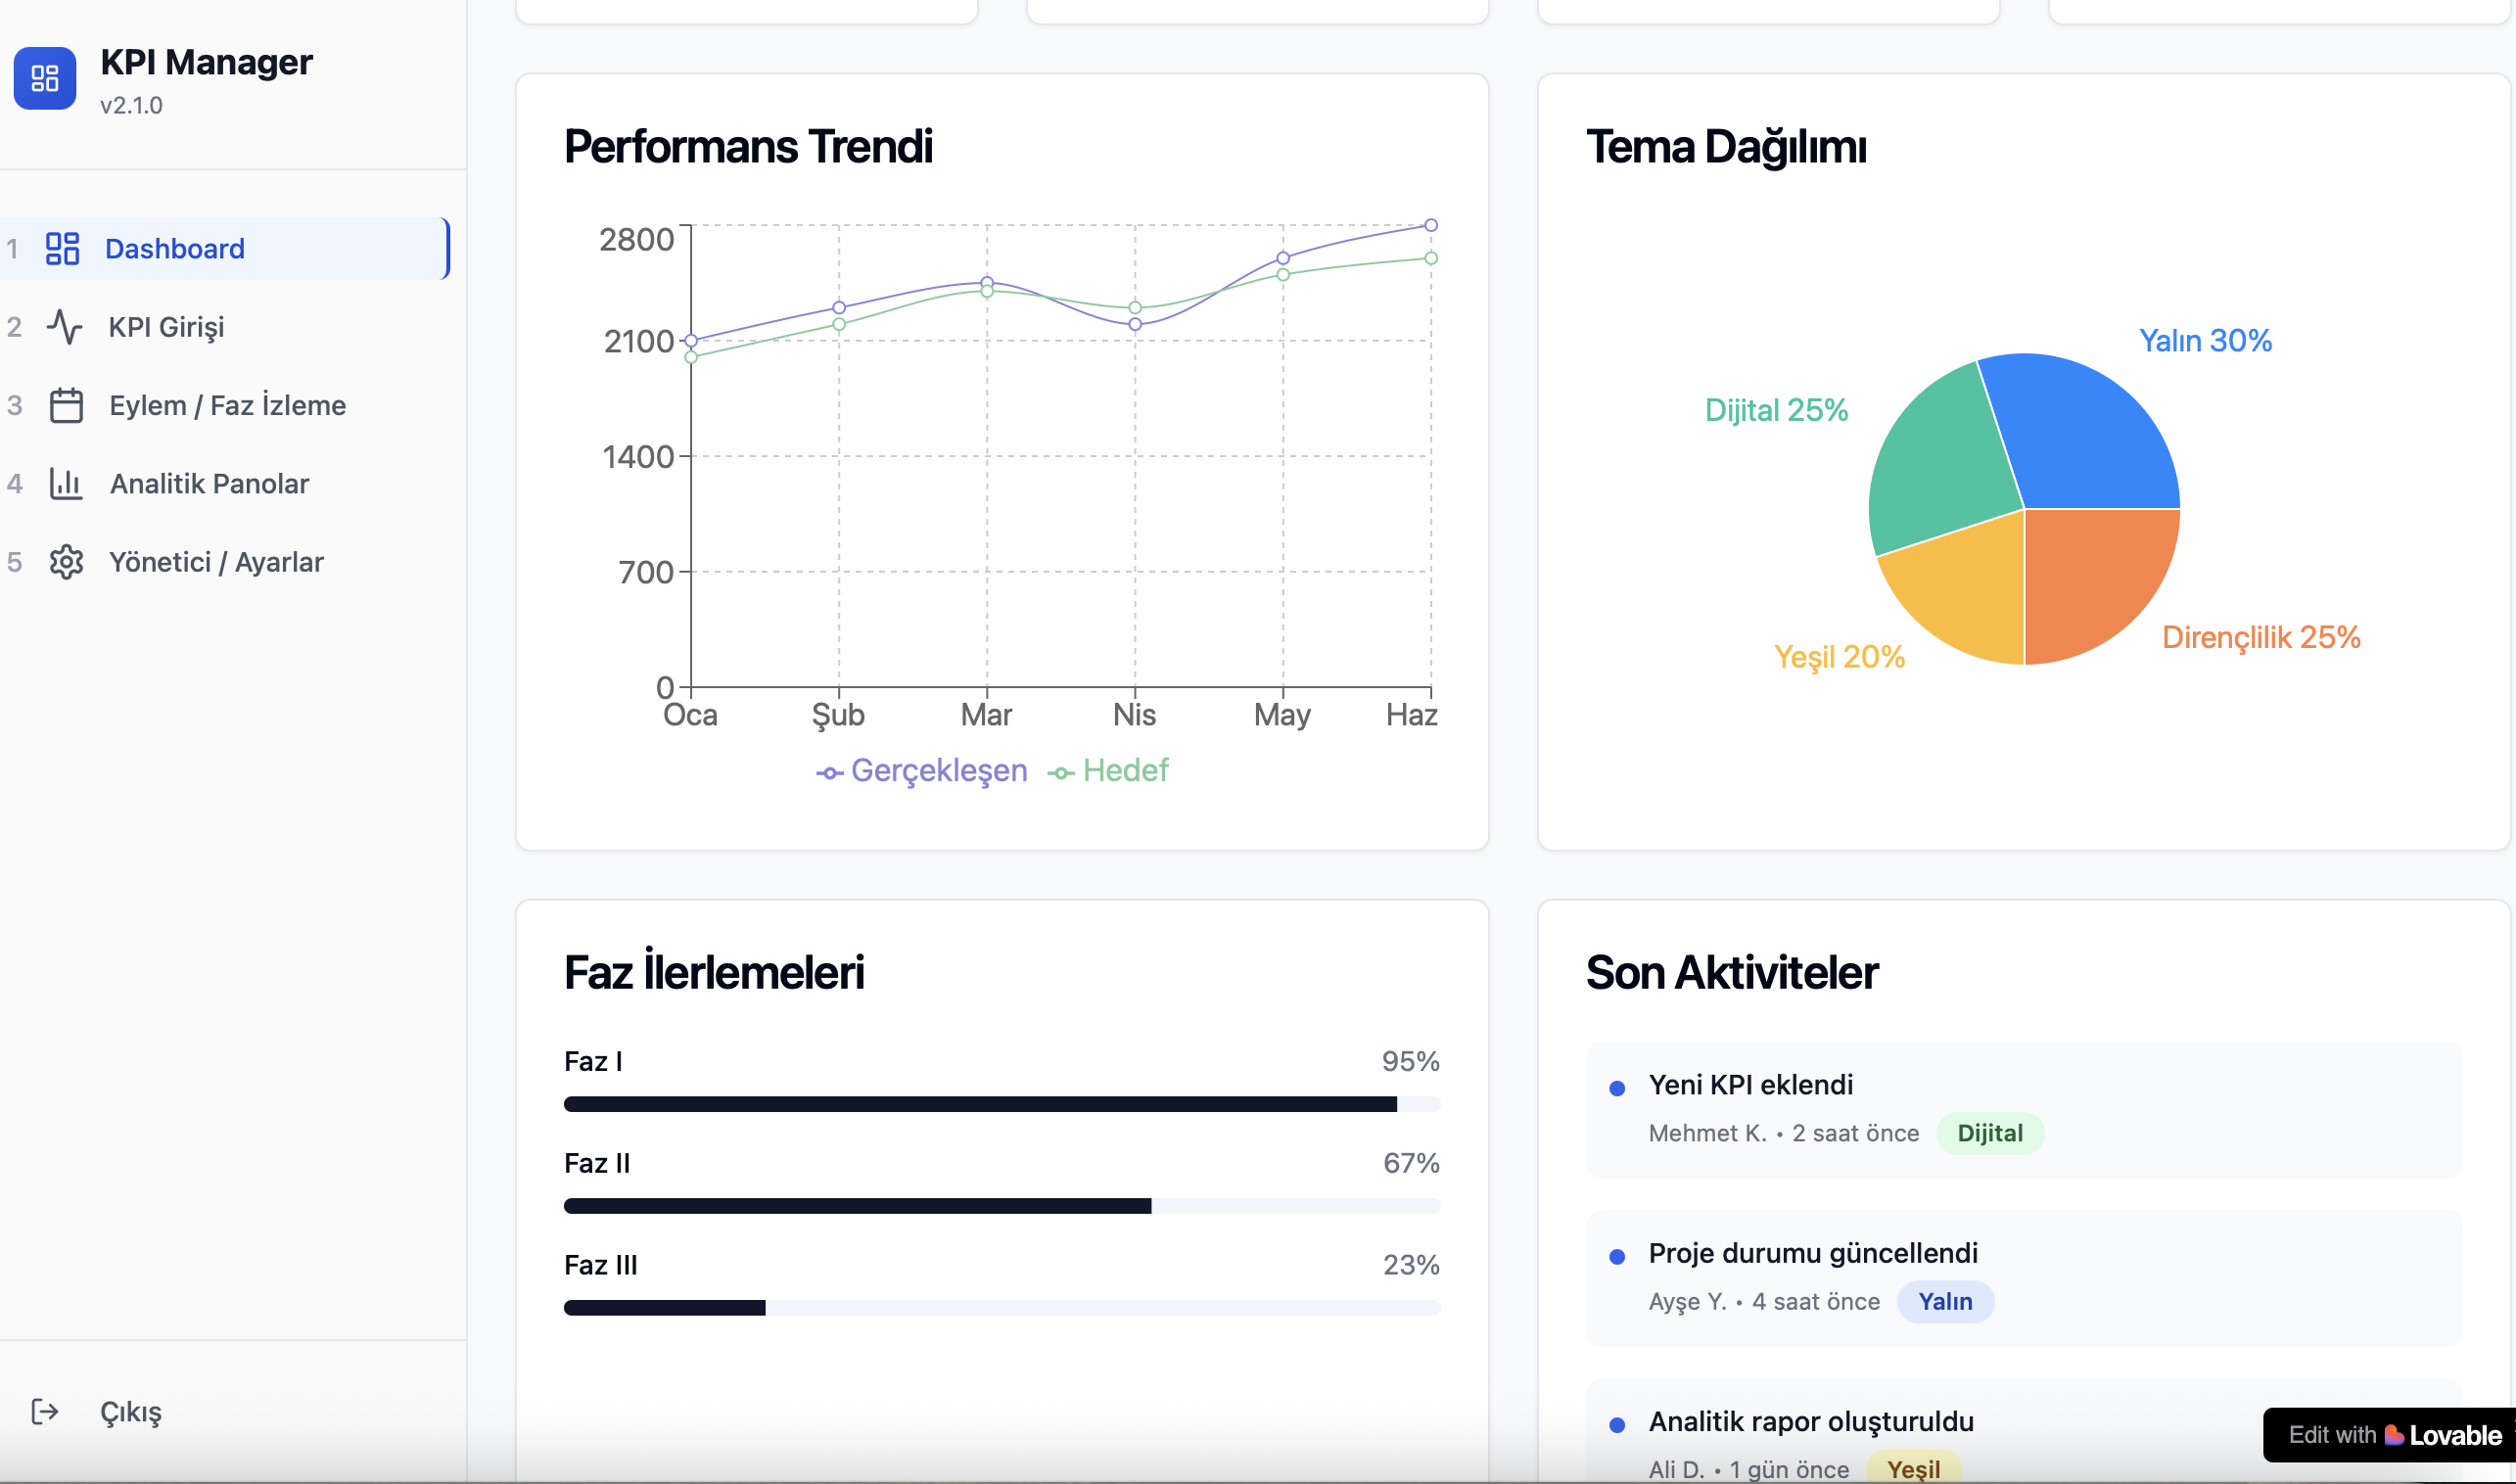 KPI Manager
v2.1.0
1 Dashboard
2 KPI Girişi
3 Eylem / Faz İzleme
4 Analitik Panolar
5 Yönetici / Ayarlar
Çıkış
Performans Trendi
2800
2100
1400
700
0
Oca Şub Mar Nis May Haz
Gerçekleşen Hedef
Tema Dağılımı
Yalın 30%
Dijital 25%
Yeşil 20%
Dirençlilik 25%
Faz İlerlemeleri
Faz I 95%
Faz II 67%
Faz III 23%
Son Aktiviteler
Yeni KPI eklendi
Mehmet K. • 2 saat önce Dijital
Proje durumu güncellendi
Ayşe Y. • 4 saat önce Yalın
Analitik rapor oluşturuldu
Ali D. • 1 gün önce Yeşil
Edit with Lovable